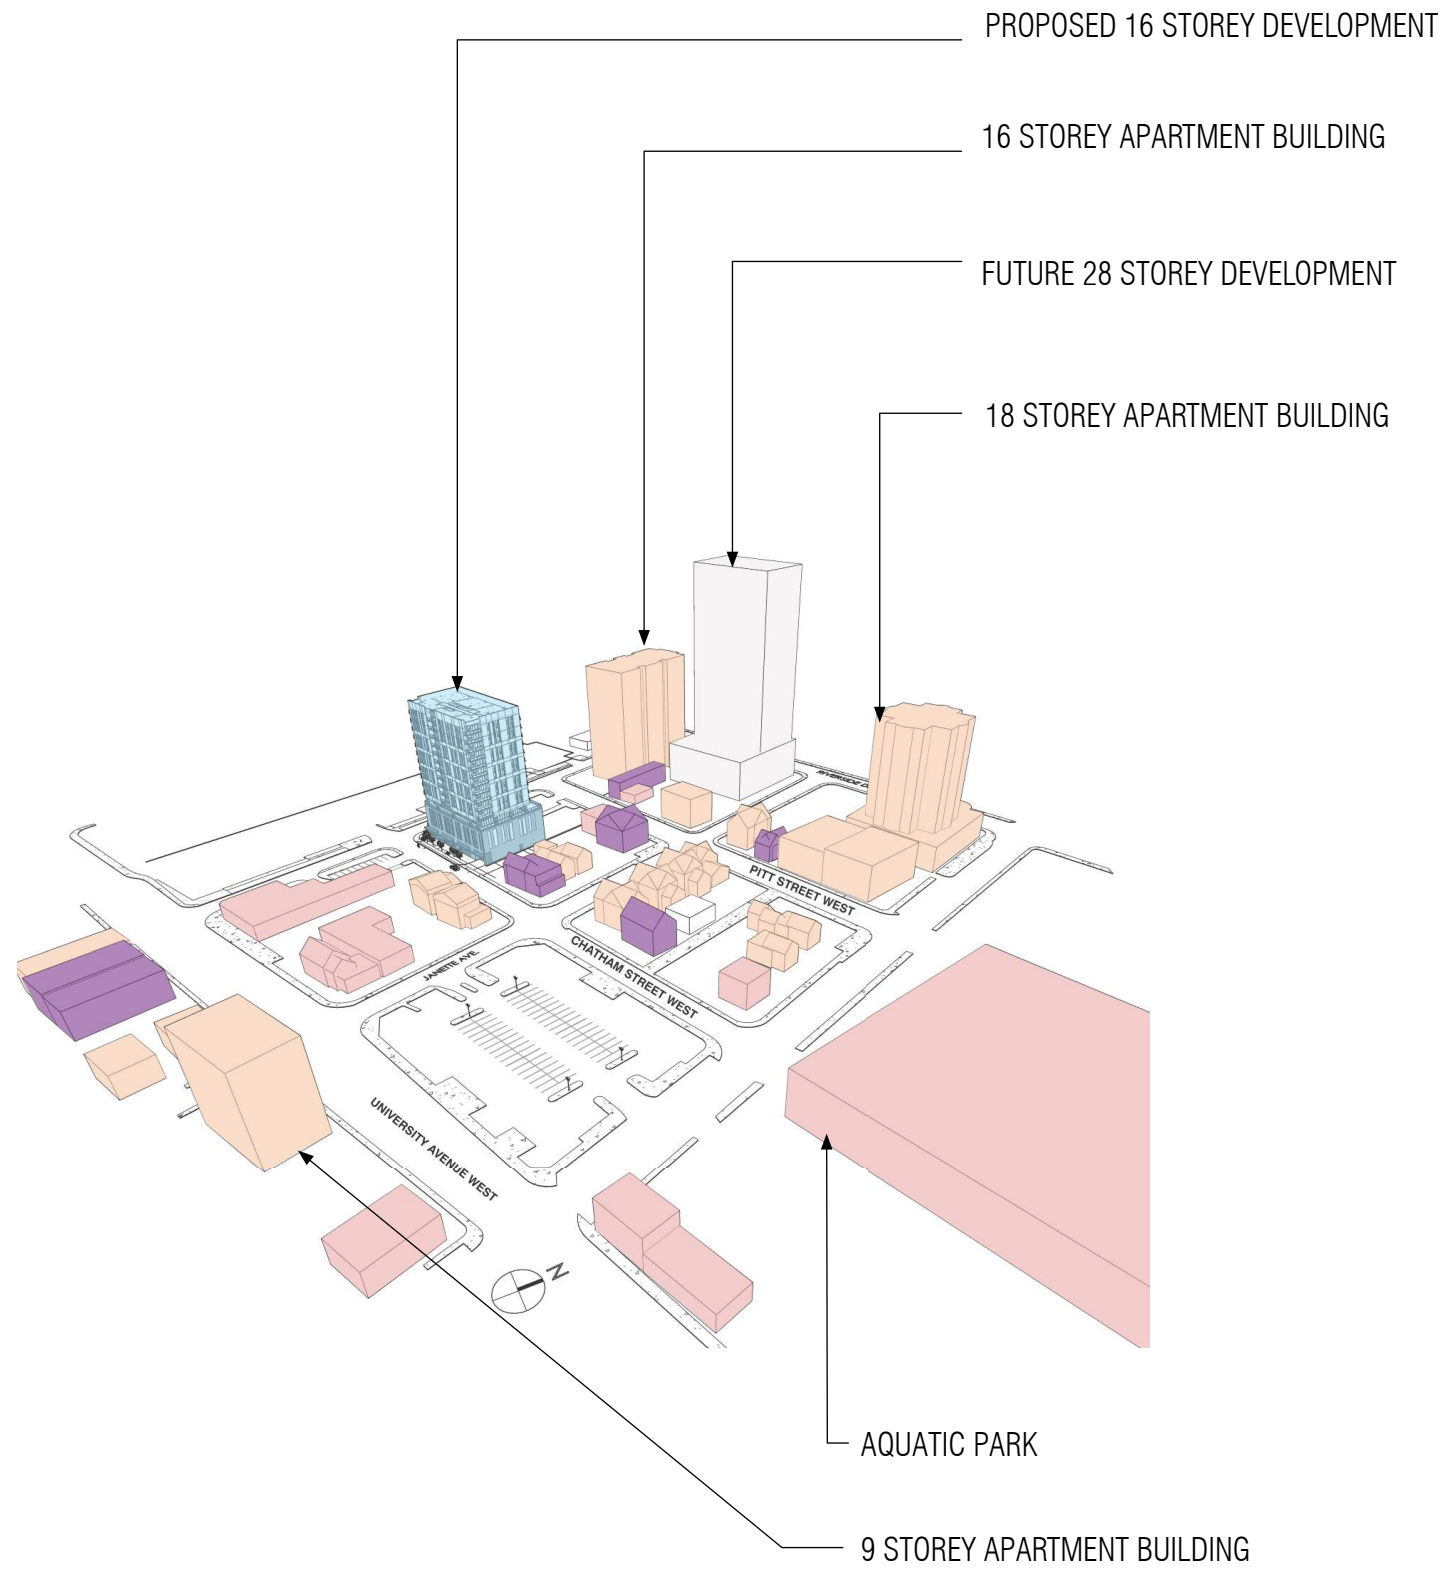 PROPOSED 16 STOREY DEVELOPMENT
16 STOREY APARTMENT BUILDING
FUTURE 28 STOREY DEVELOPMENT
18 STOREY APARTMENT BUILDING
RIVERSIDE
PITT STREET WEST
CHATHAM STREET WEST
JANETTE AVE.
UNIVERSITY AVENUE WEST
N
AQUATIC PARK
9 STOREY APARTMENT BUILDING